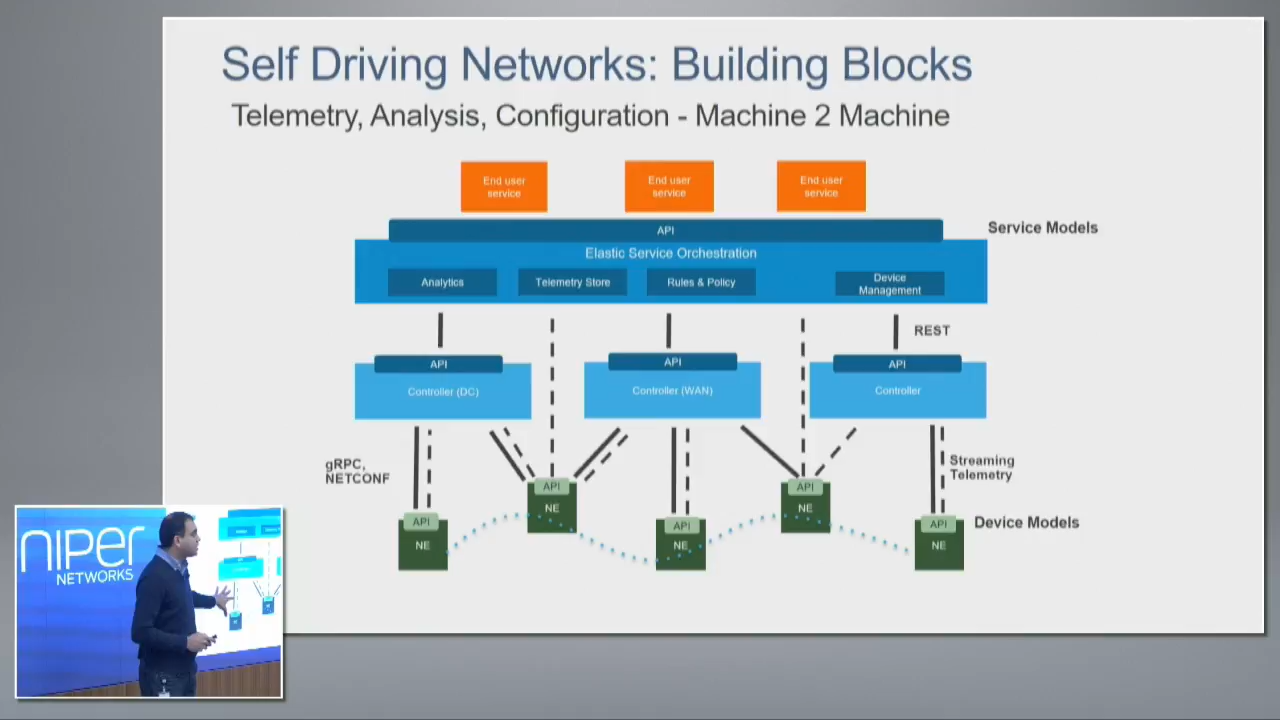 Self Driving Networks: Building Blocks
Telemetry, Analysis, Configuration - Machine 2 Machine
End user
service
End user
service
End user
service
API
Service Models
Elastic Service Orchestration
Analytics
Telemetry Store
Rules & Policy
Device
Management
REST
API
API
API
Controller (DC)
Controller (WAN)
Controller
gRPC,
NETCONF
Streaming
Telemetry
API
NE
API
NE
API
NE
API
NE
API
NE
Device Models
niper
NETWORKS